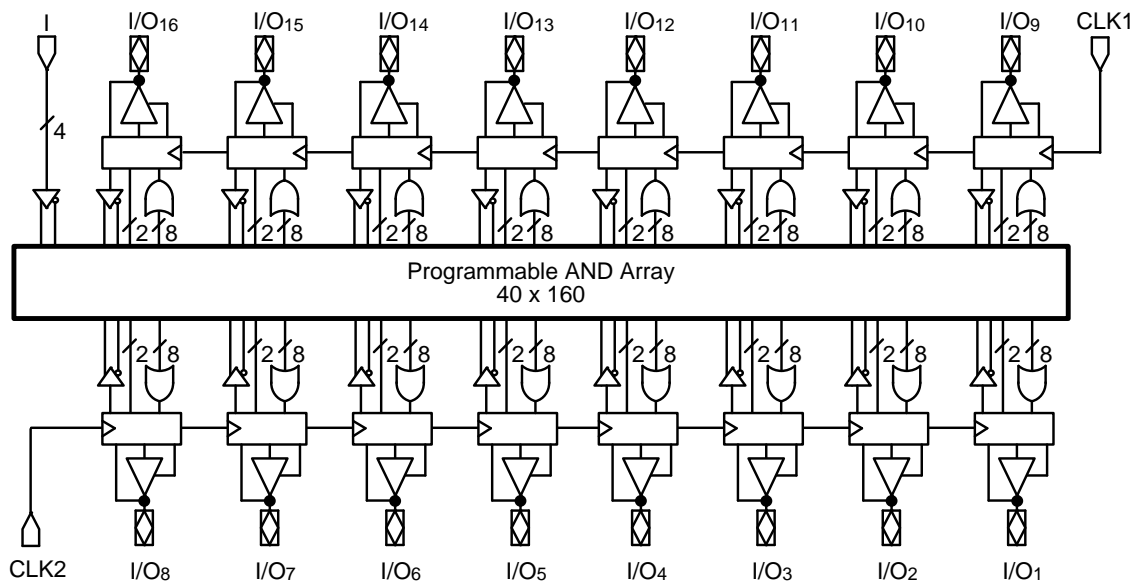 I I/O16 I/O15 I/O14 I/O13 I/O12 I/O11 I/O10 I/O9 CLK1
4
2 8 2 8 2 8 2 8 2 8 2 8 2 8 2 8
Programmable AND Array
40 x 160
2 8 2 8 2 8 2 8 2 8 2 8 2 8 2 8
CLK2 I/O8 I/O7 I/O6 I/O5 I/O4 I/O3 I/O2 I/O1